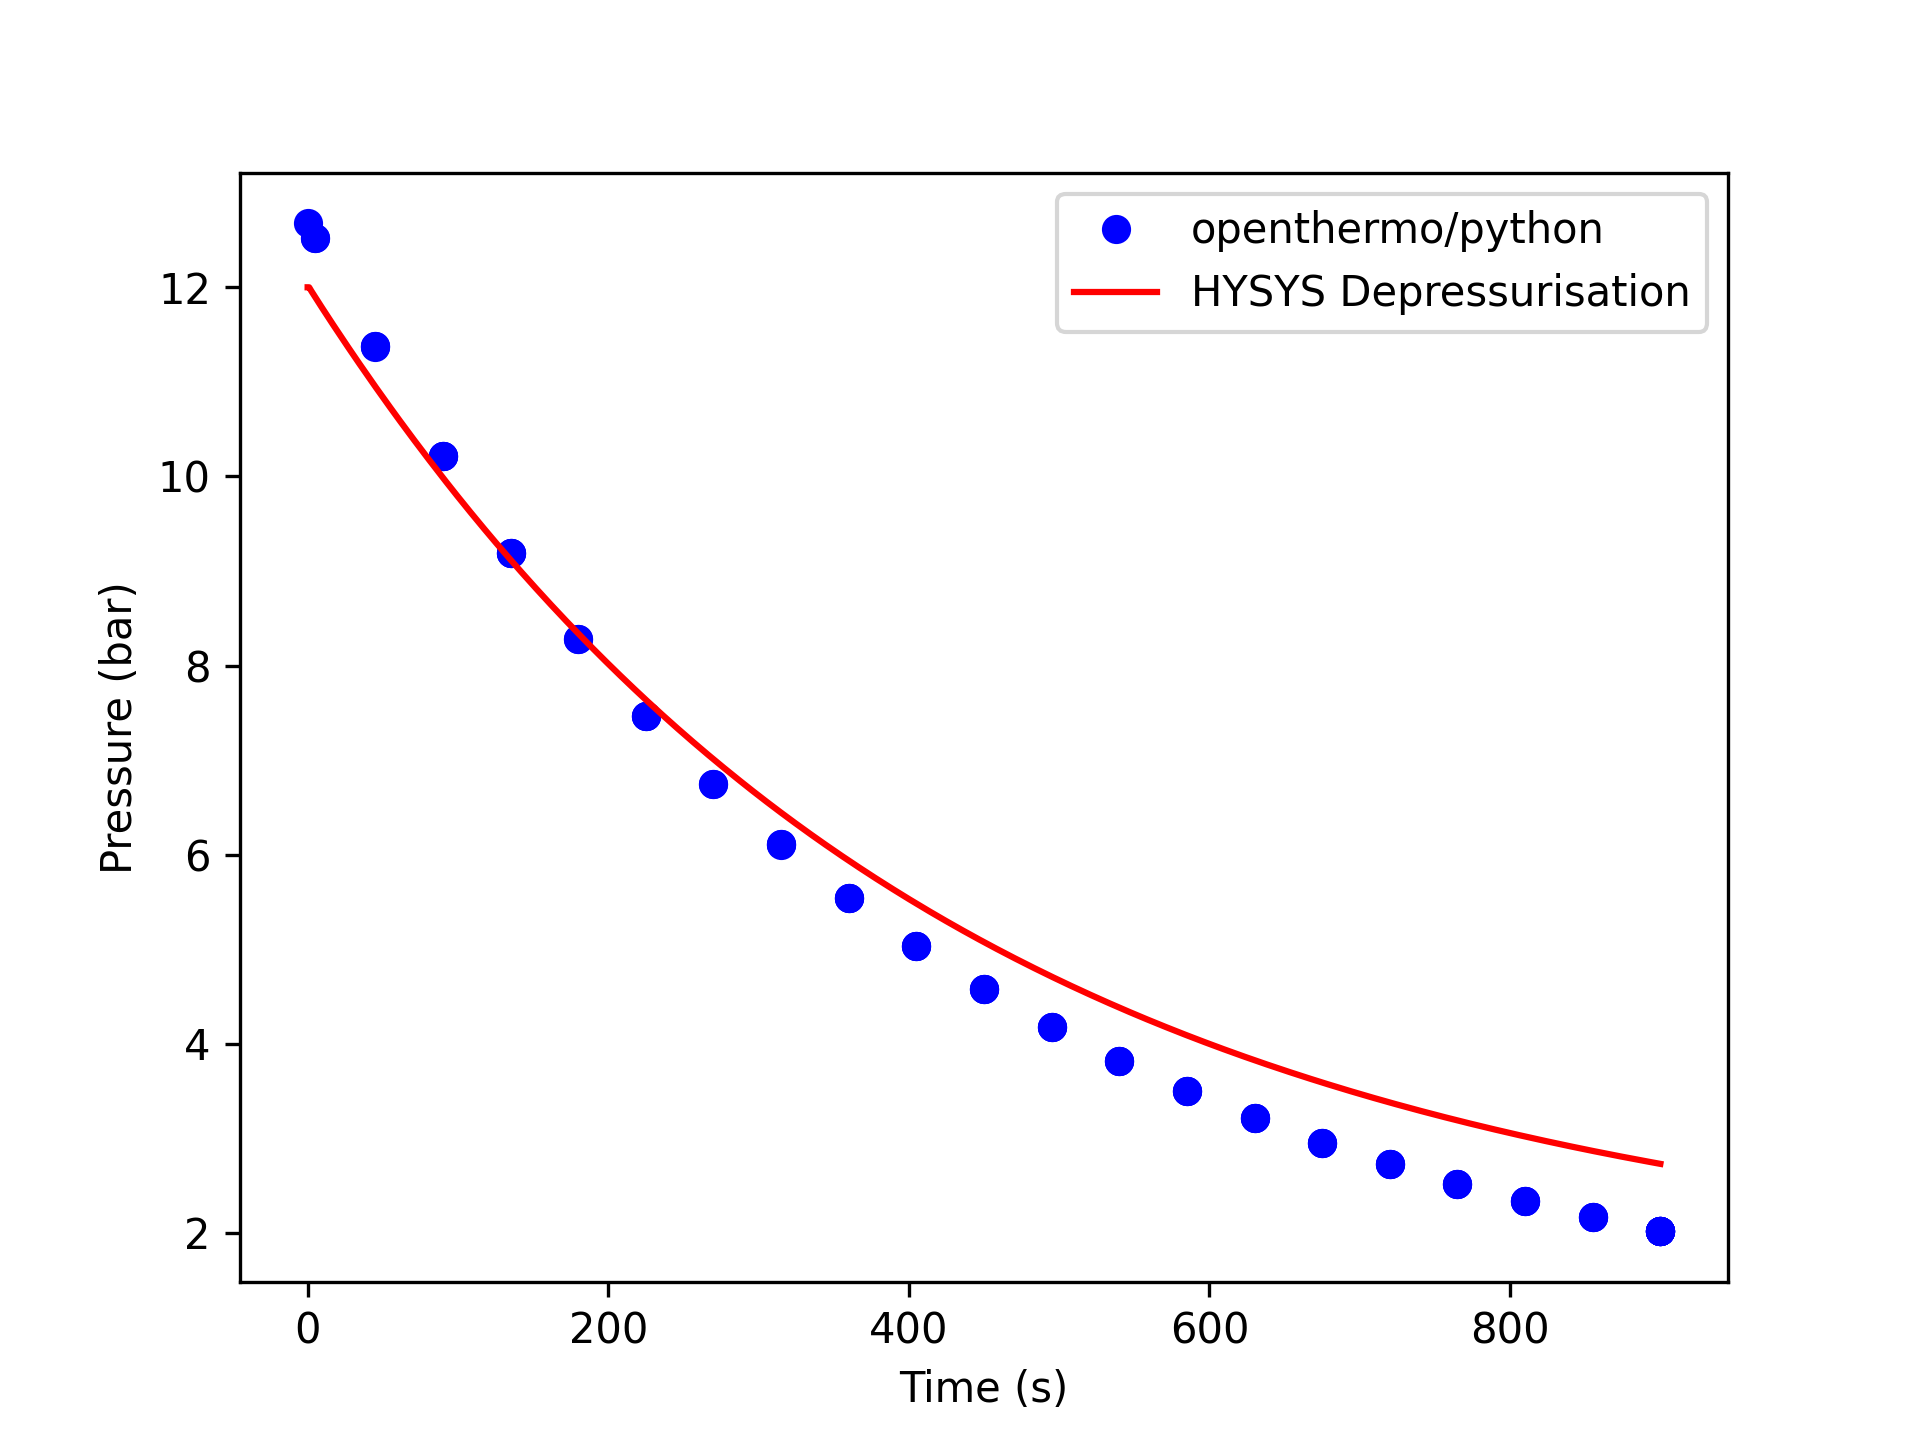 openthermo/python
HYSYS Depressurisation
12
10
8
6
4
2
Pressure (bar)
0 200 400 600 800
Time (s)